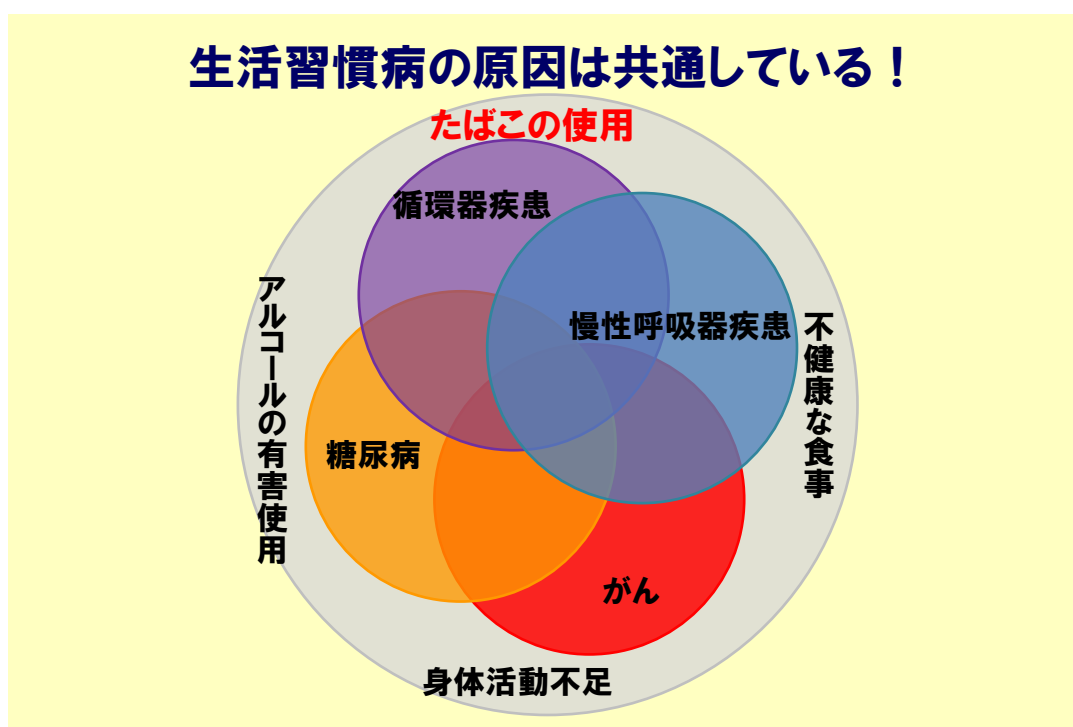 生活習慣病の原因は共通している！
たばこの使用
循環器疾患
慢性呼吸器疾患
アルコールの有害使用
不健康な食事
糖尿病
がん
身体活動不足